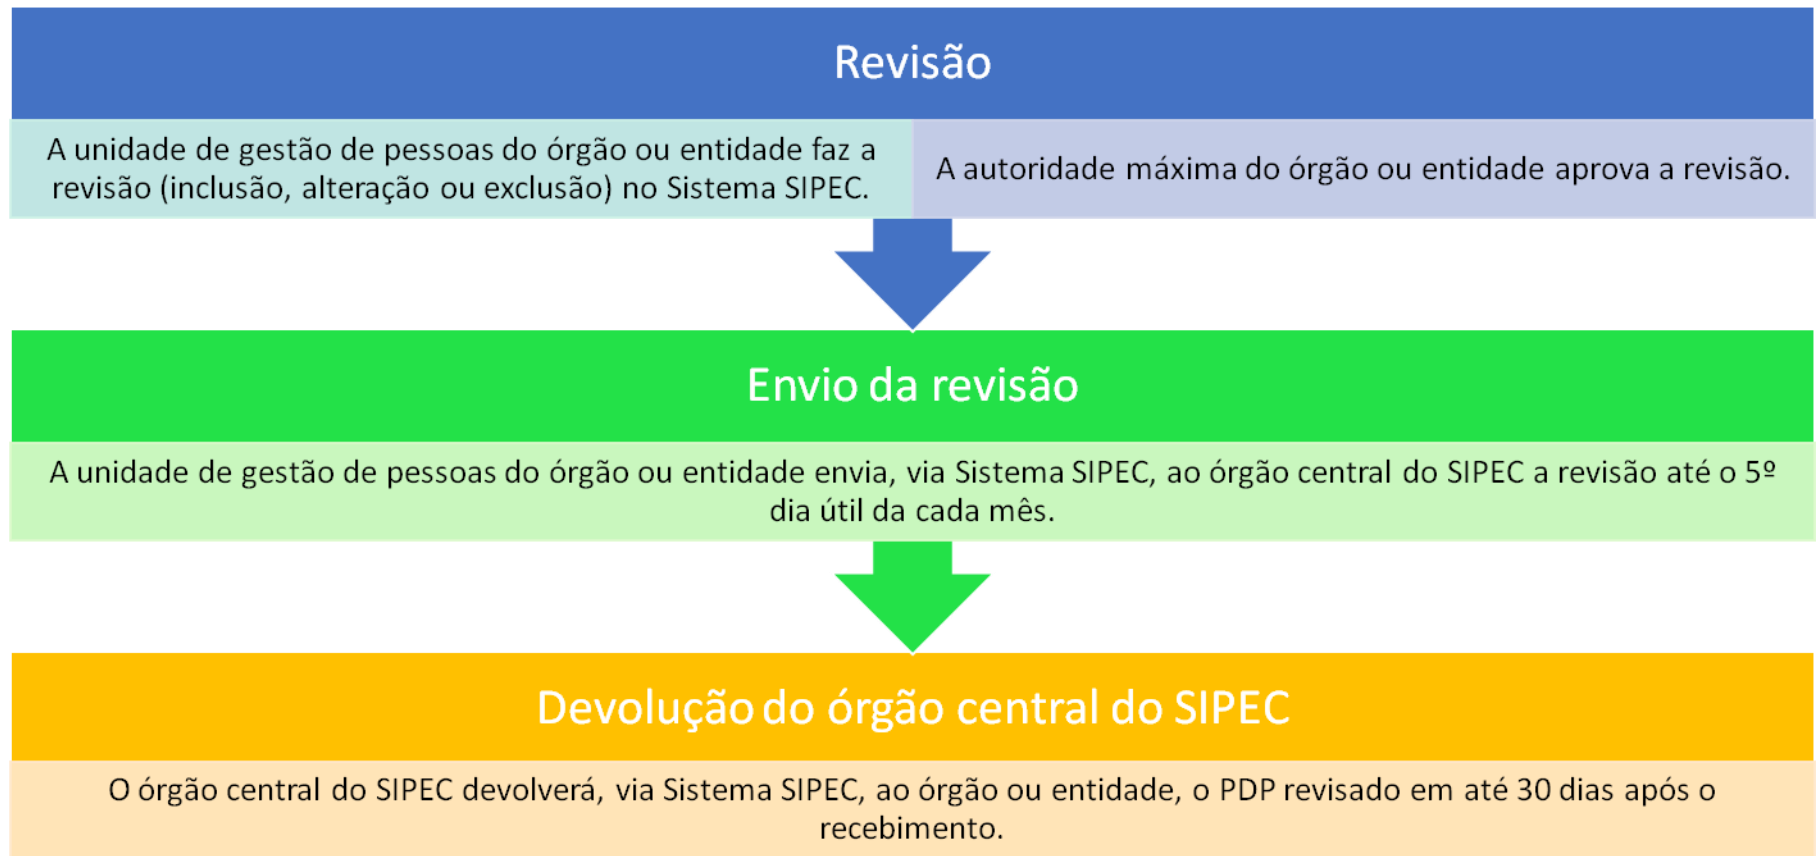 Revisão
A unidade de gestão de pessoas do órgão ou entidade faz a
revisão (inclusão, alteração ou exclusão) no Sistema SIPEC.
A autoridade máxima do órgão ou entidade aprova a revisão.
Envio da revisão
A unidade de gestão de pessoas do órgão ou entidade envia, via Sistema SIPEC, ao órgão central do SIPEC a revisão até o 5º
dia útil da cada mês.
Devolução do órgão central do SIPEC
O órgão central do SIPEC devolverá, via Sistema SIPEC, ao órgão ou entidade, o PDP revisado em até 30 dias após o
recebimento.